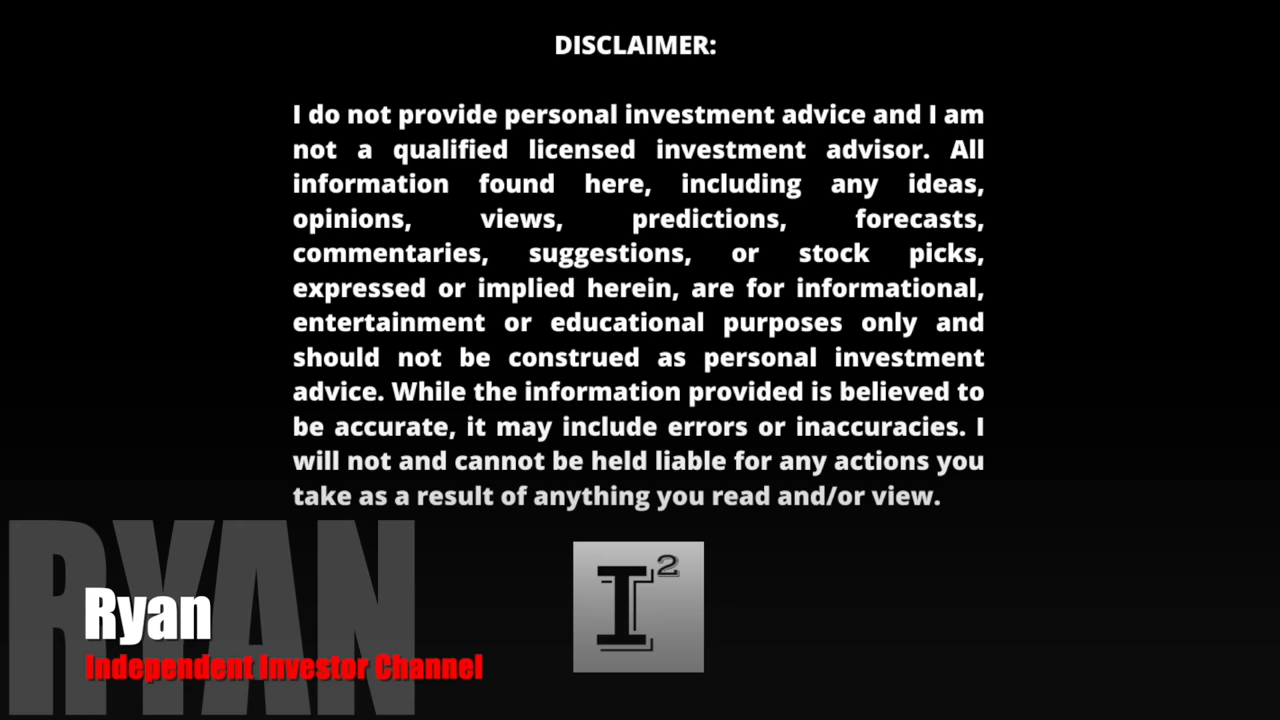 DISCLAIMER:
I do not provide personal investment advice and I am
not a qualified licensed investment advisor. All
information found here, including any ideas,
opinions, views, predictions, forecasts,
commentaries, suggestions, or stock picks,
expressed or implied herein, are for informational,
entertainment or educational purposes only and
should not be construed as personal investment
advice. While the information provided is believed to
be accurate, it may include errors or inaccuracies. I
will not and cannot be held liable for any actions you
take as a result of anything you read and/or view.
RYAN
Ryan
Independent Investor Channel
I²